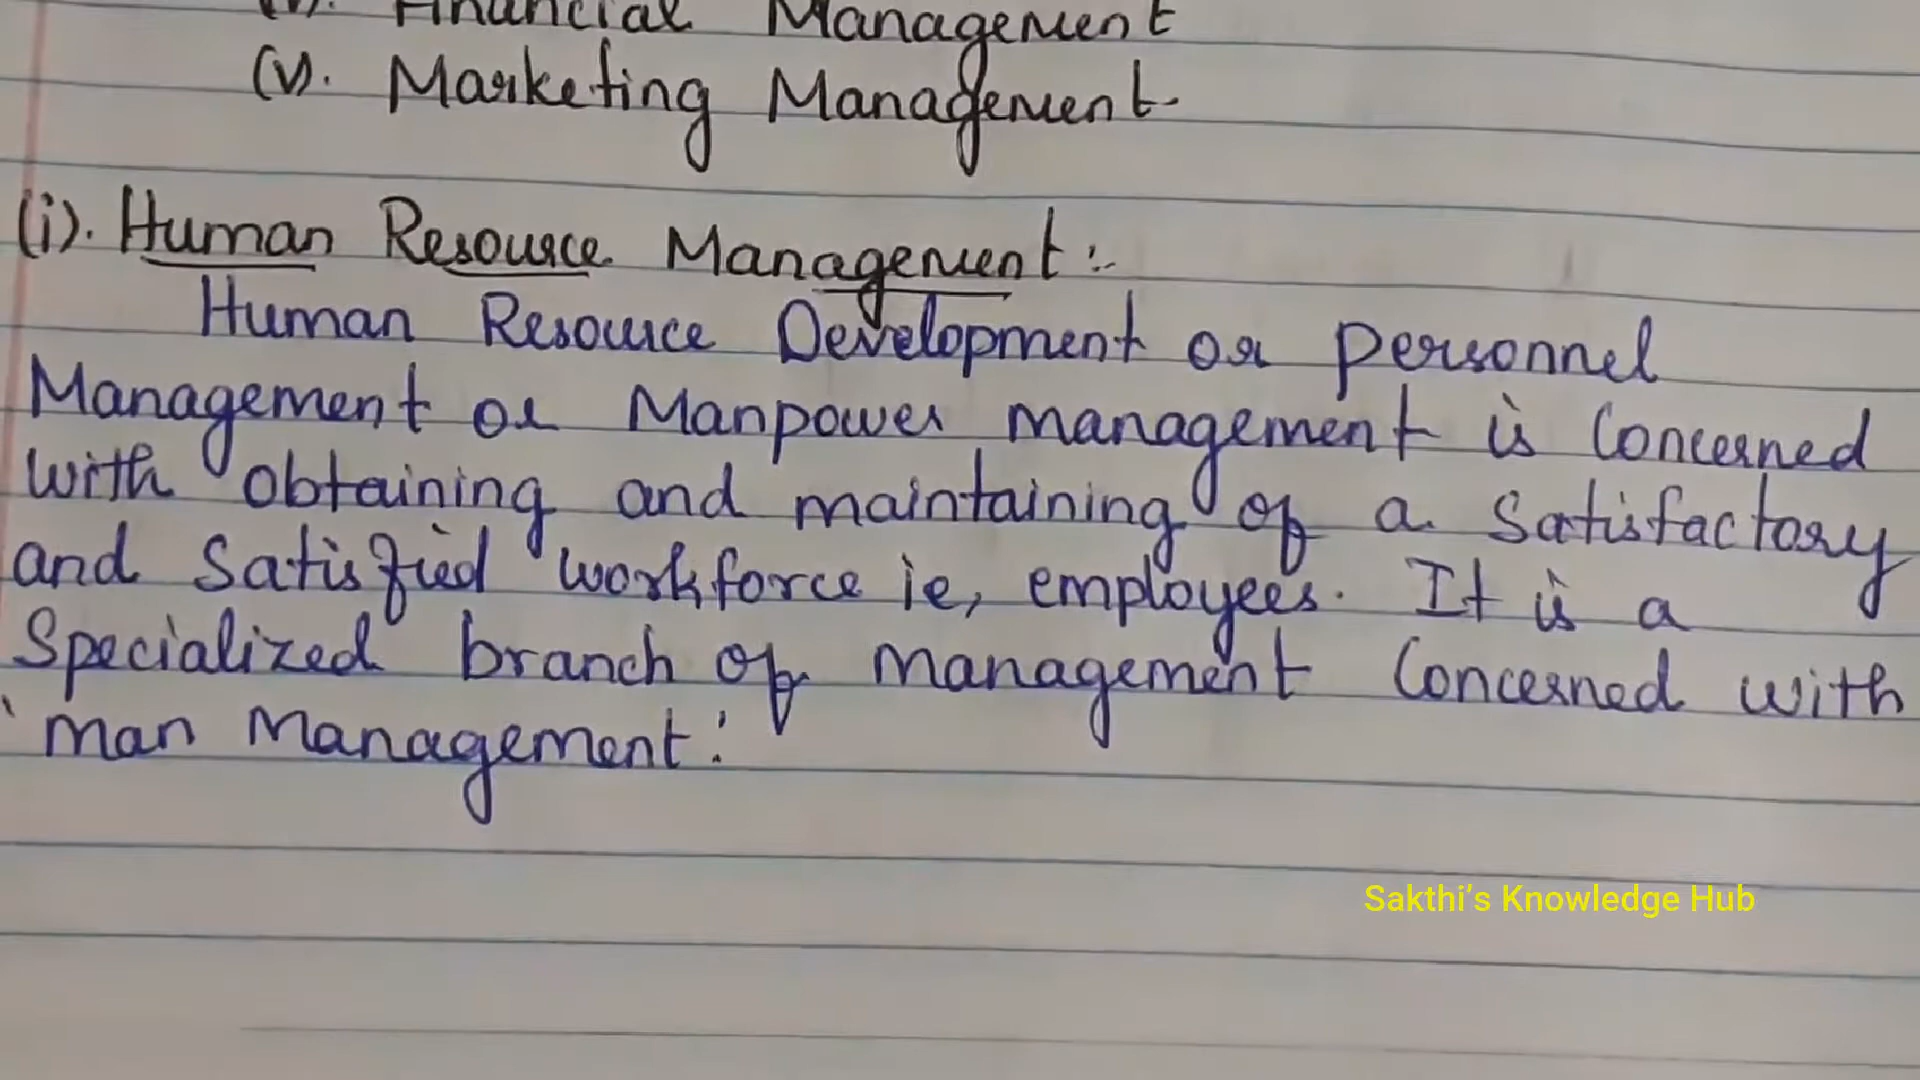 Financial Management
(v). Marketing Management.
(i). Human Resource Management:-
Human Resource Development or personnel
Management or Manpower management is Concerned
with obtaining and maintaining of a satisfactory
and satisfied workforce ie, employees. It is a
Specialized branch of management Concerned with
'man management'.
Sakthi's Knowledge Hub